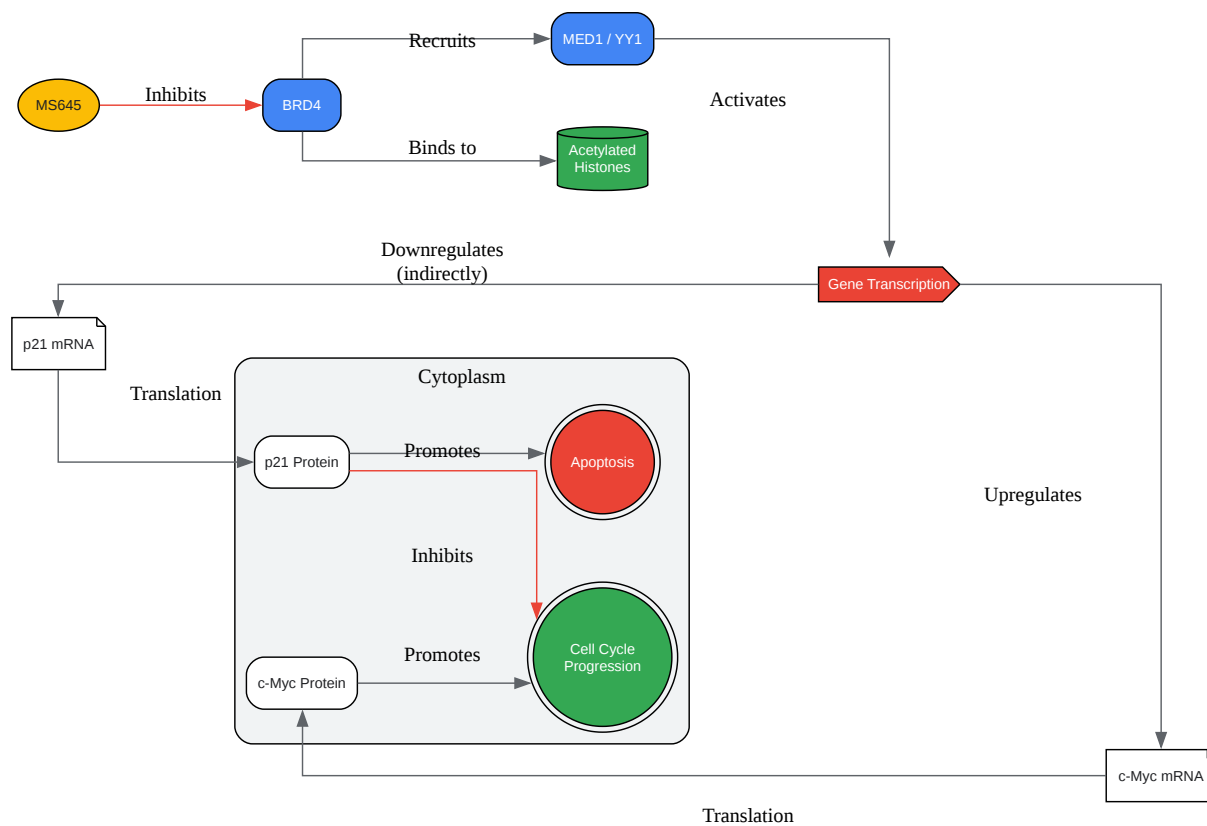 Recruits
MED1 / YY1
MS645
Inhibits
BRD4
Activates
Binds to
Acetylated
Histones
Downregulates
(indirectly)
Gene Transcription
p21 mRNA
Cytoplasm
Translation
p21 Protein
Promotes
Apoptosis
Upregulates
Inhibits
Cell Cycle
Progression
Promotes
c-Myc Protein
c-Myc mRNA
Translation